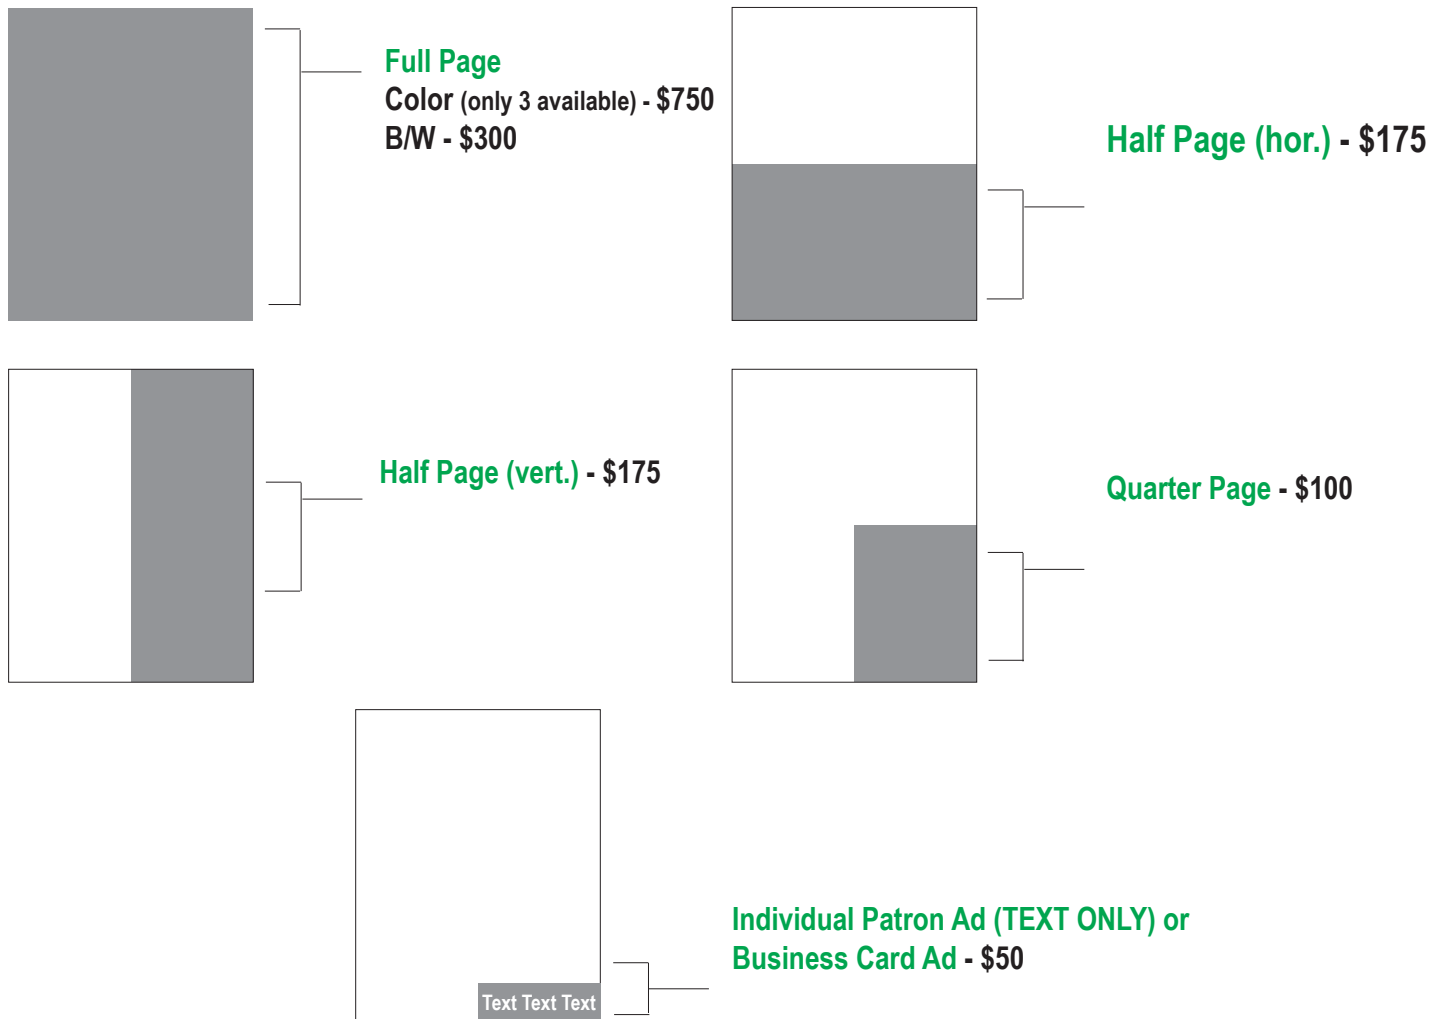 Full Page
Color (only 3 available) - $750
B/W - $300
Half Page (hor.) - $175
Half Page (vert.) - $175
Quarter Page - $100
Individual Patron Ad (TEXT ONLY) or
Business Card Ad - $50
Text Text Text